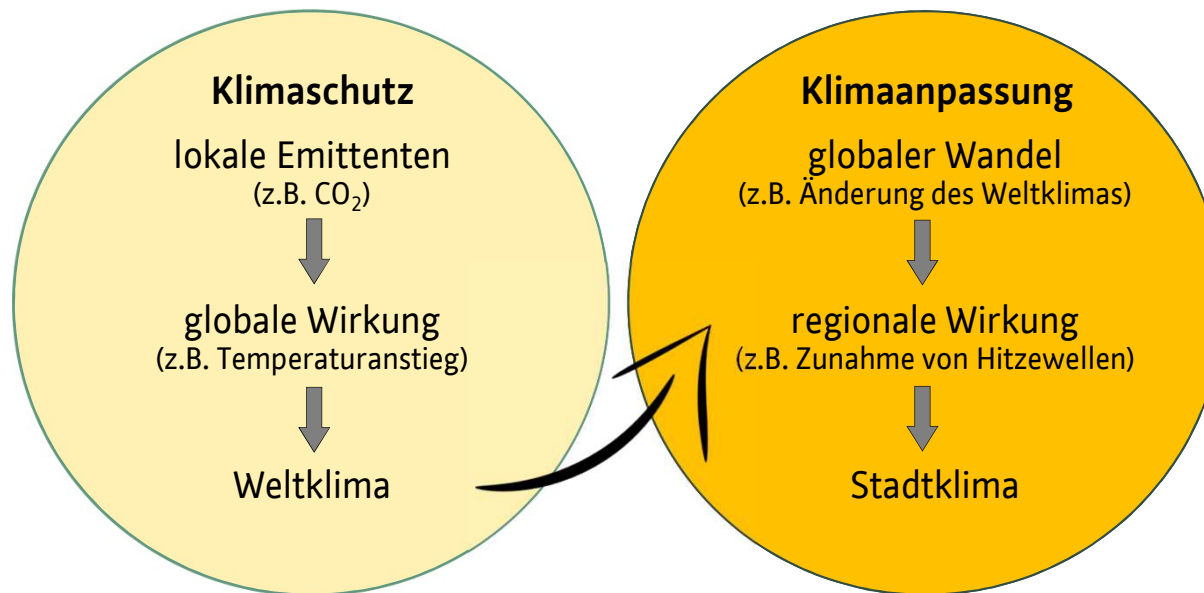 Klimaschutz
lokale Emittenten
(z.B. CO₂)
globale Wirkung
(z.B. Temperaturanstieg)
Weltklima
Klimaanpassung
globaler Wandel
(z.B. Änderung des Weltklimas)
regionale Wirkung
(z.B. Zunahme von Hitzewellen)
Stadtklima